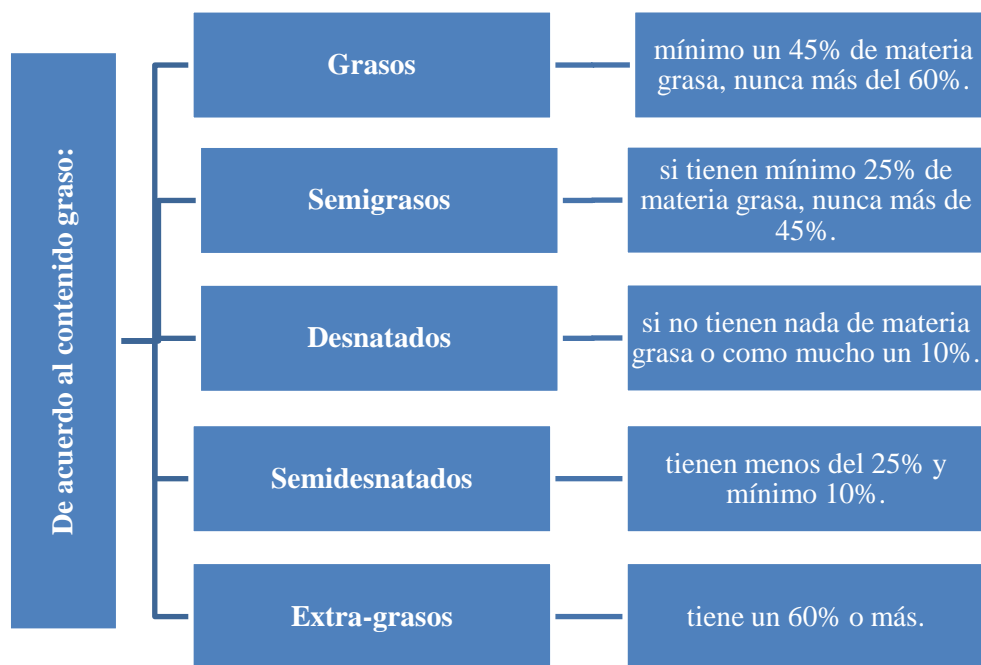 De acuerdo al contenido graso:
Grasos
mínimo un 45% de materia
grasa, nunca más del 60%.
Semigrasos
si tienen mínimo 25% de
materia grasa, nunca más de
45%.
Desnatados
si no tienen nada de materia
grasa o como mucho un 10%.
Semidesnatados
tienen menos del 25% y
mínimo 10%.
Extra-grasos
tiene un 60% o más.